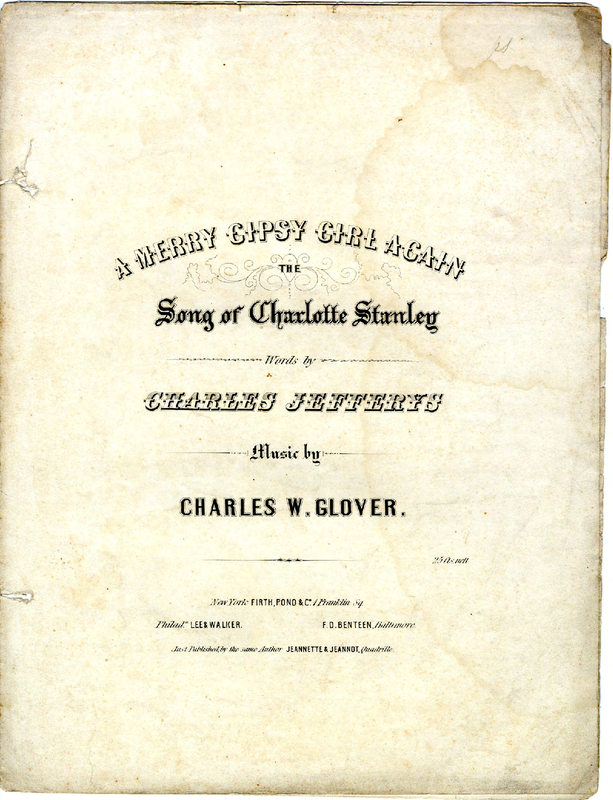 A MERRY GIPSY GIRL AGAIN
THE
Song of Charlotte Stanley
Words by
CHARLES JEFFERYS
Music by
CHARLES W. GLOVER.
25 Cts. nett
New York FIRTH, POND & Co. 1 Franklin Sq
Philada. LEE & WALKER. F. D. BENTEEN, Baltimore.
Just Published, by the same Author JEANNETTE & JEANNOT, Quadrille.